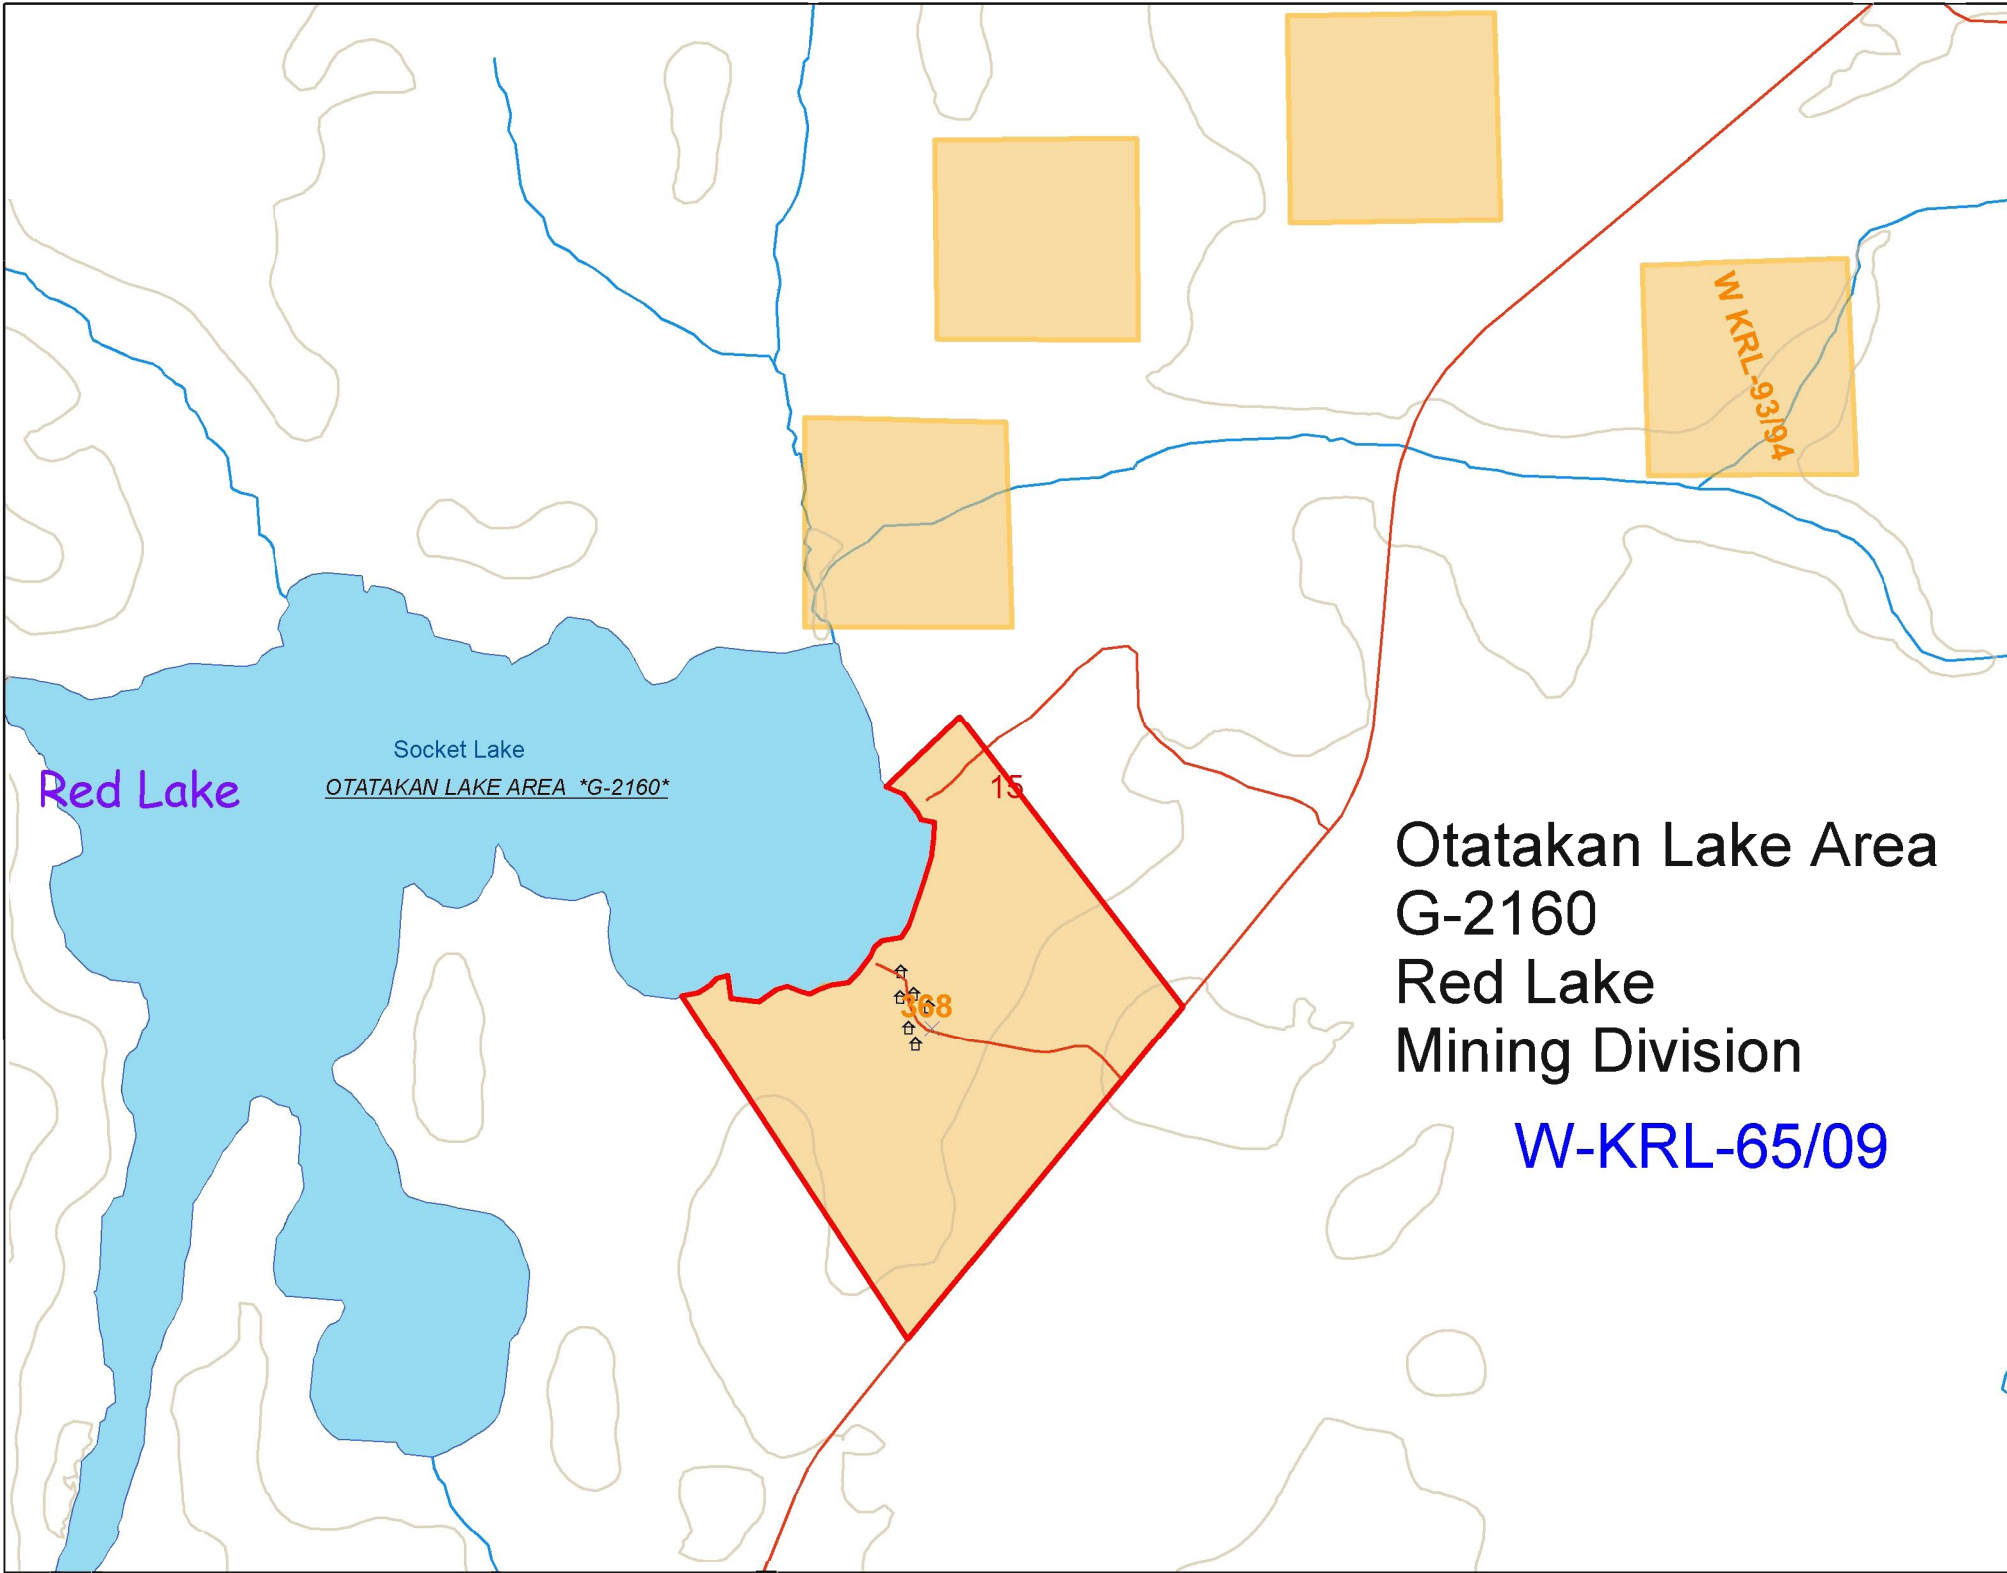 W KRL-93/94
Socket Lake
Red Lake
OTATAKAN LAKE AREA *G-2160*
15
368
Otatakan Lake Area
G-2160
Red Lake
Mining Division
W-KRL-65/09